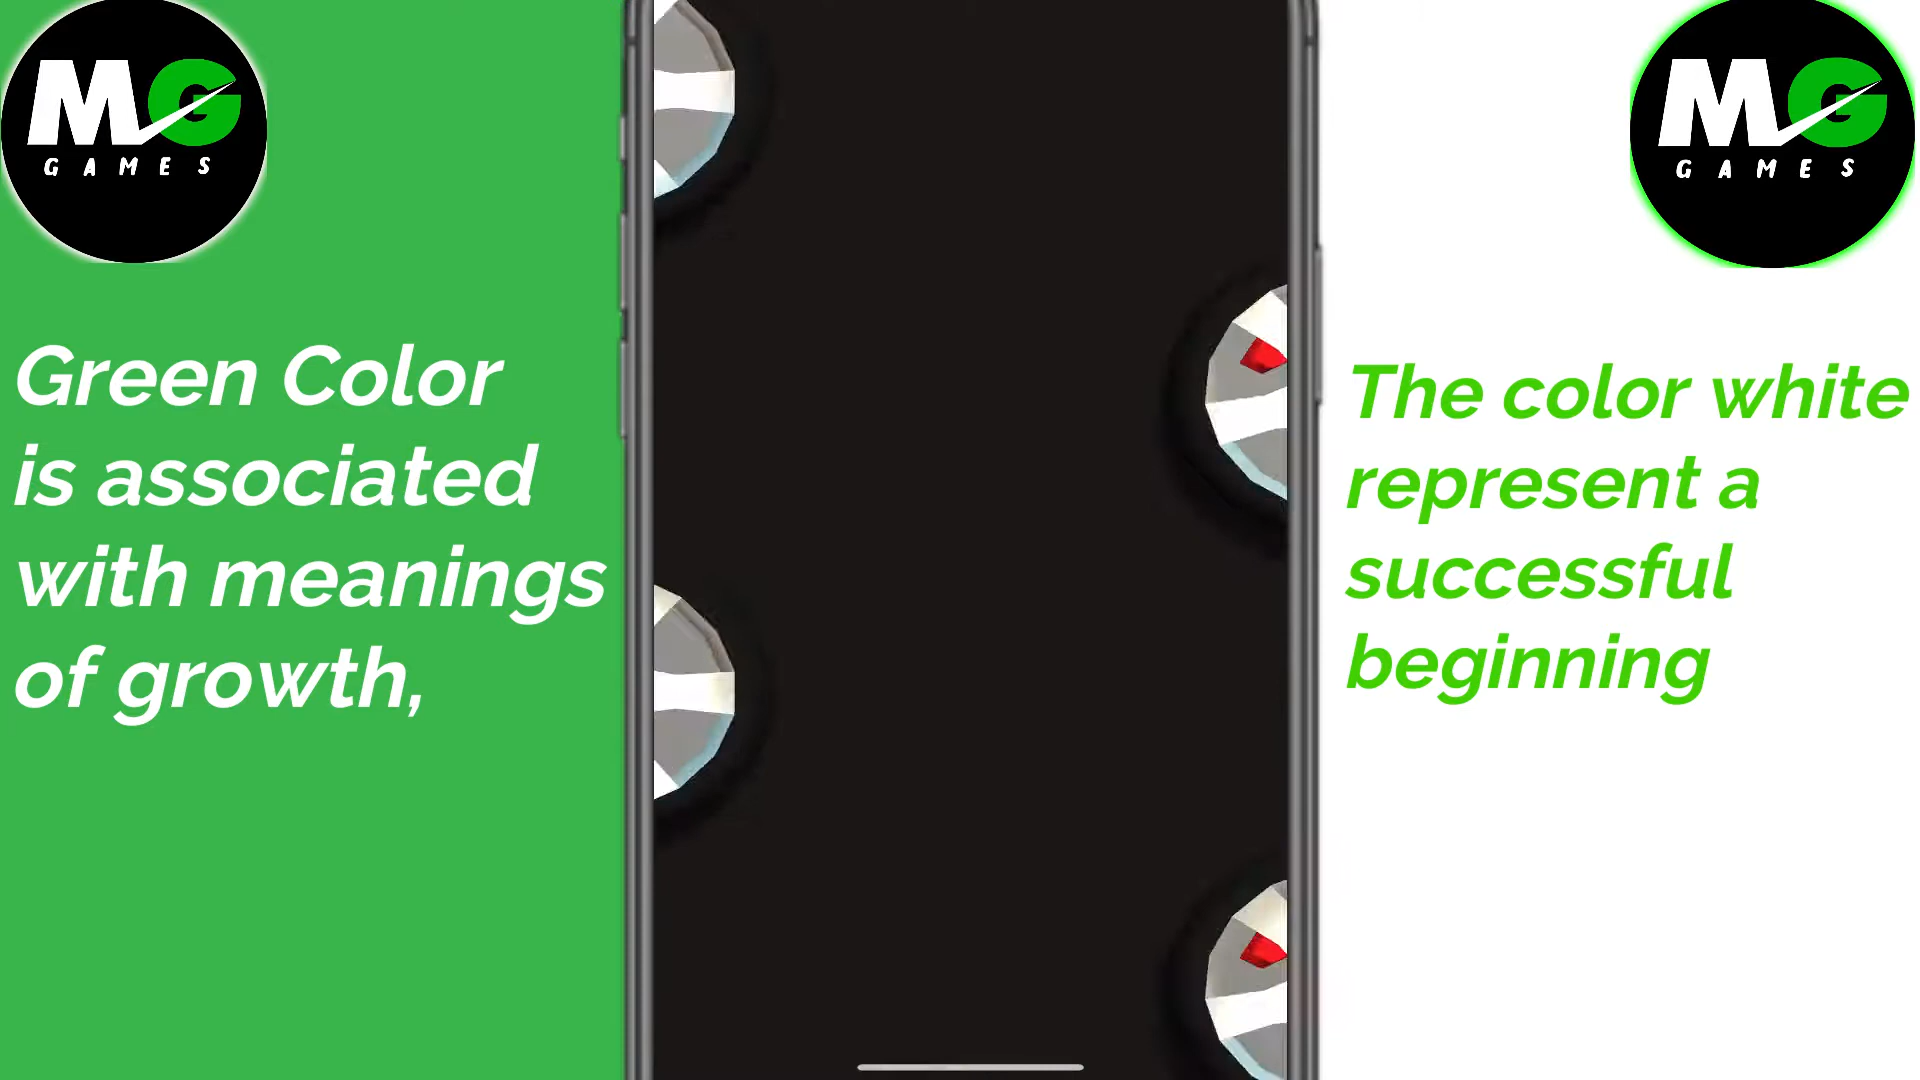 MG
GAMES
MG
GAMES
Green Color
is associated
with meanings
of growth,
The color white
represent a
successful
beginning